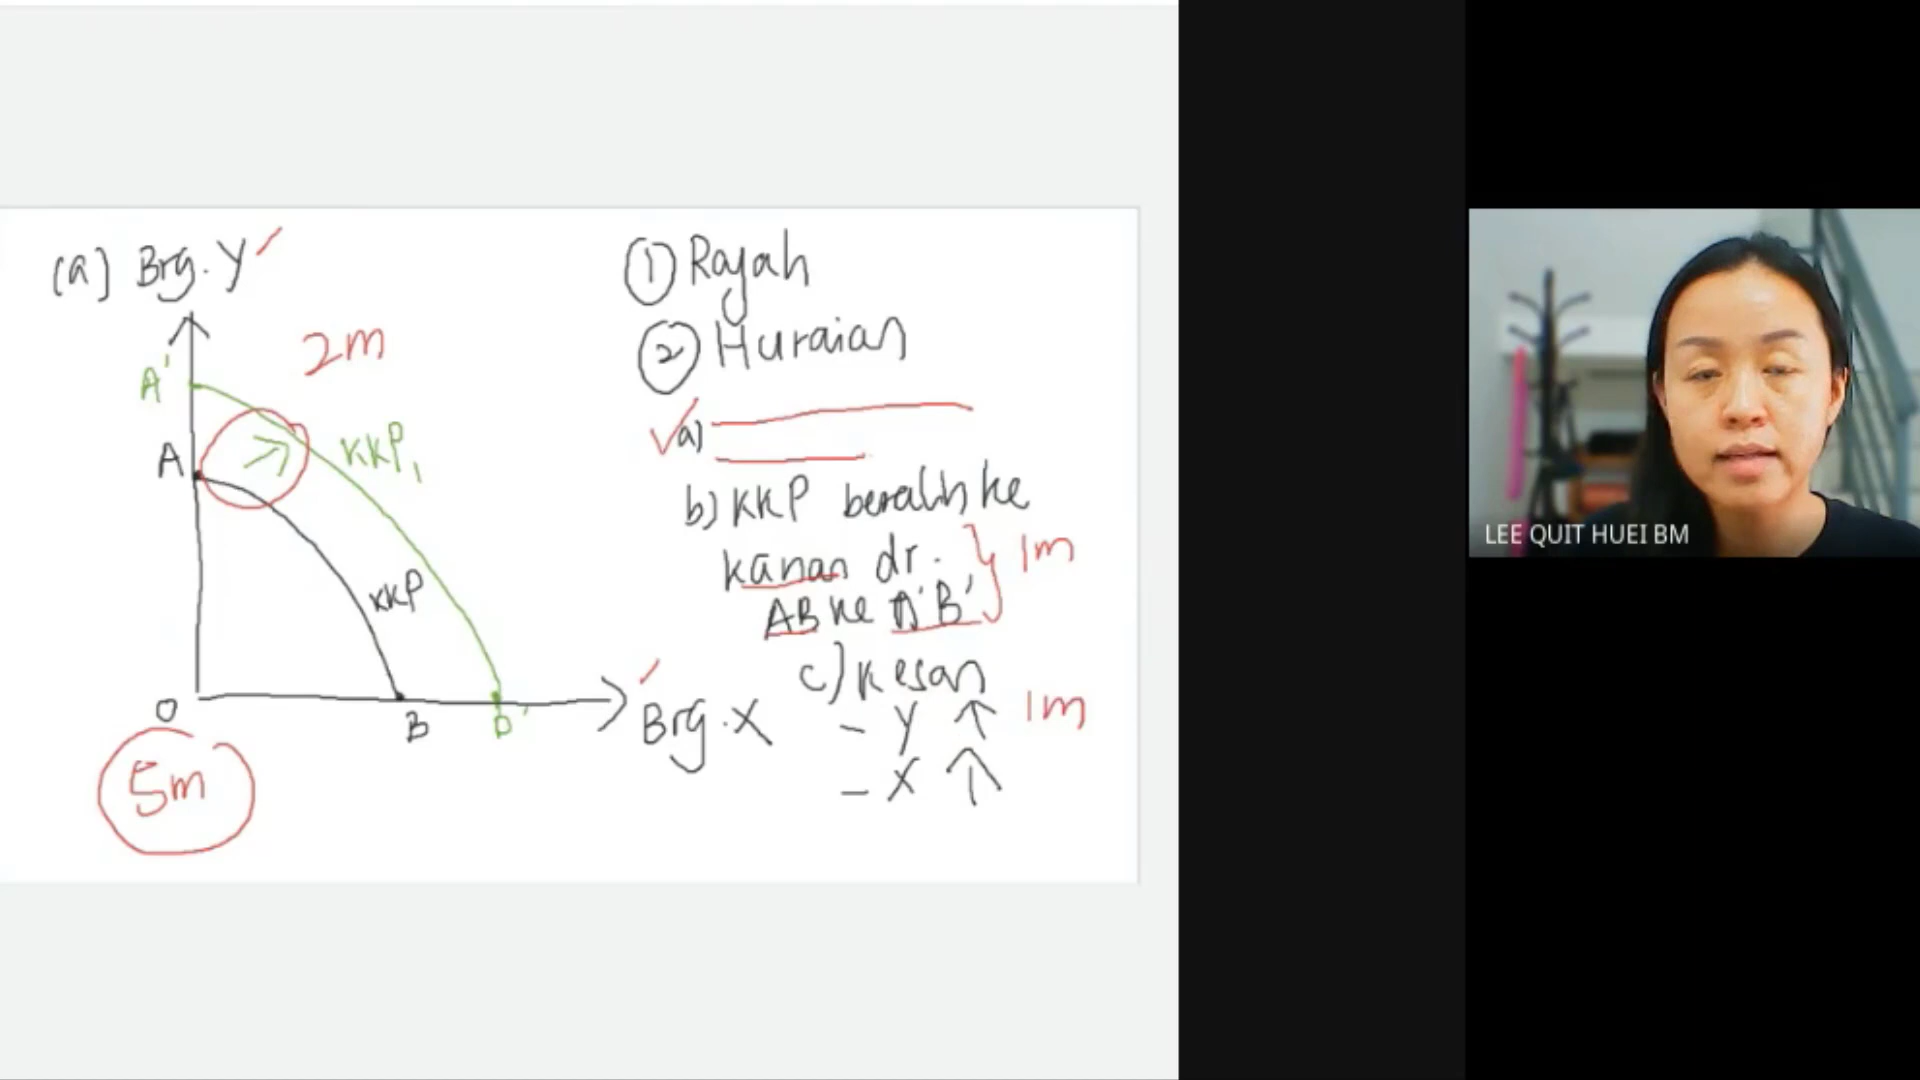 (a) Brg. Y
2m
A'
A
KKP1
KKP
O
B
B'
Brg. X
5m
① Rajah
② Huraian
a)
b) KKP beralih ke
kanan dr.
AB ke A'B'
1m
c) Kesan
- Y ↑
1m
- X ↑
LEE QUIT HUEI BM